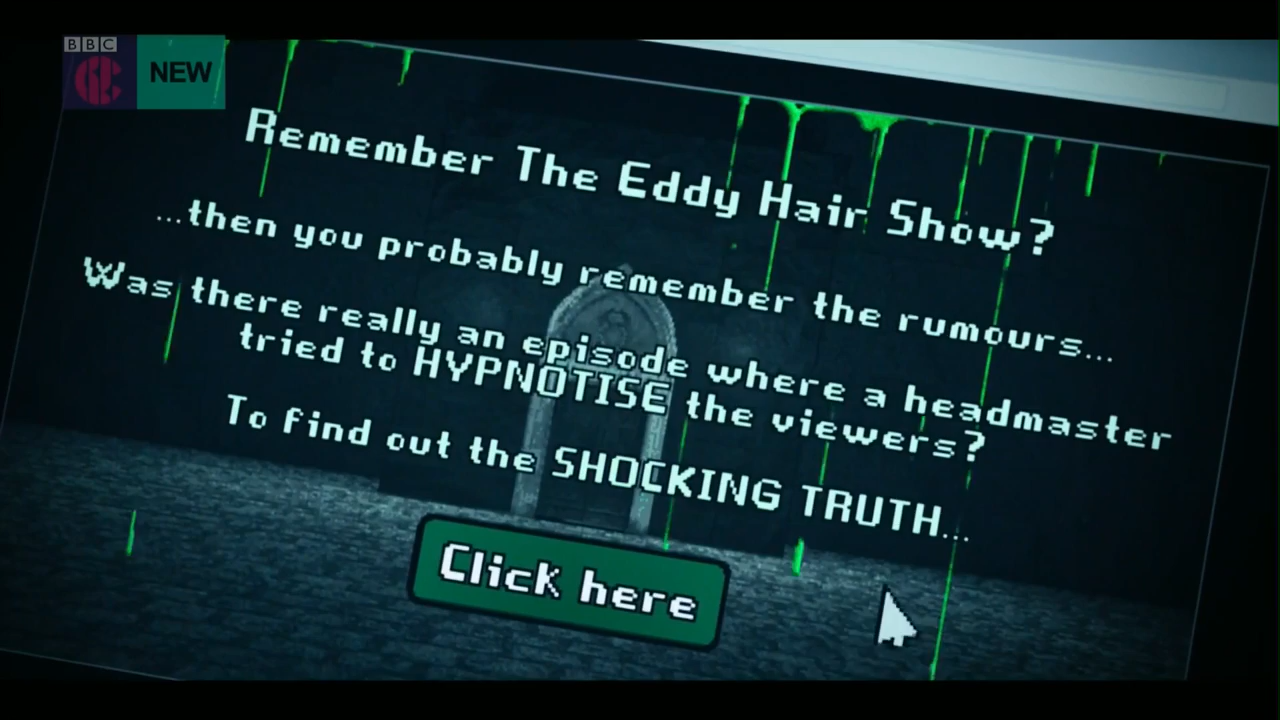 BBC
NEW
Remember The Eddy Hair Show?
...then you probably remember the rumours...
Was there really an episode where a headmaster
tried to HYPNOTISE the viewers?
To find out the SHOCKING TRUTH...
Click here